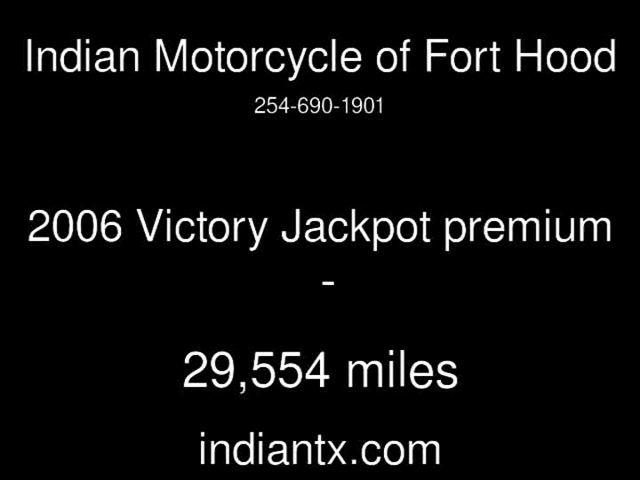 Indian Motorcycle of Fort Hood
254-690-1901
2006 Victory Jackpot premium
-
29,554 miles
indiantx.com